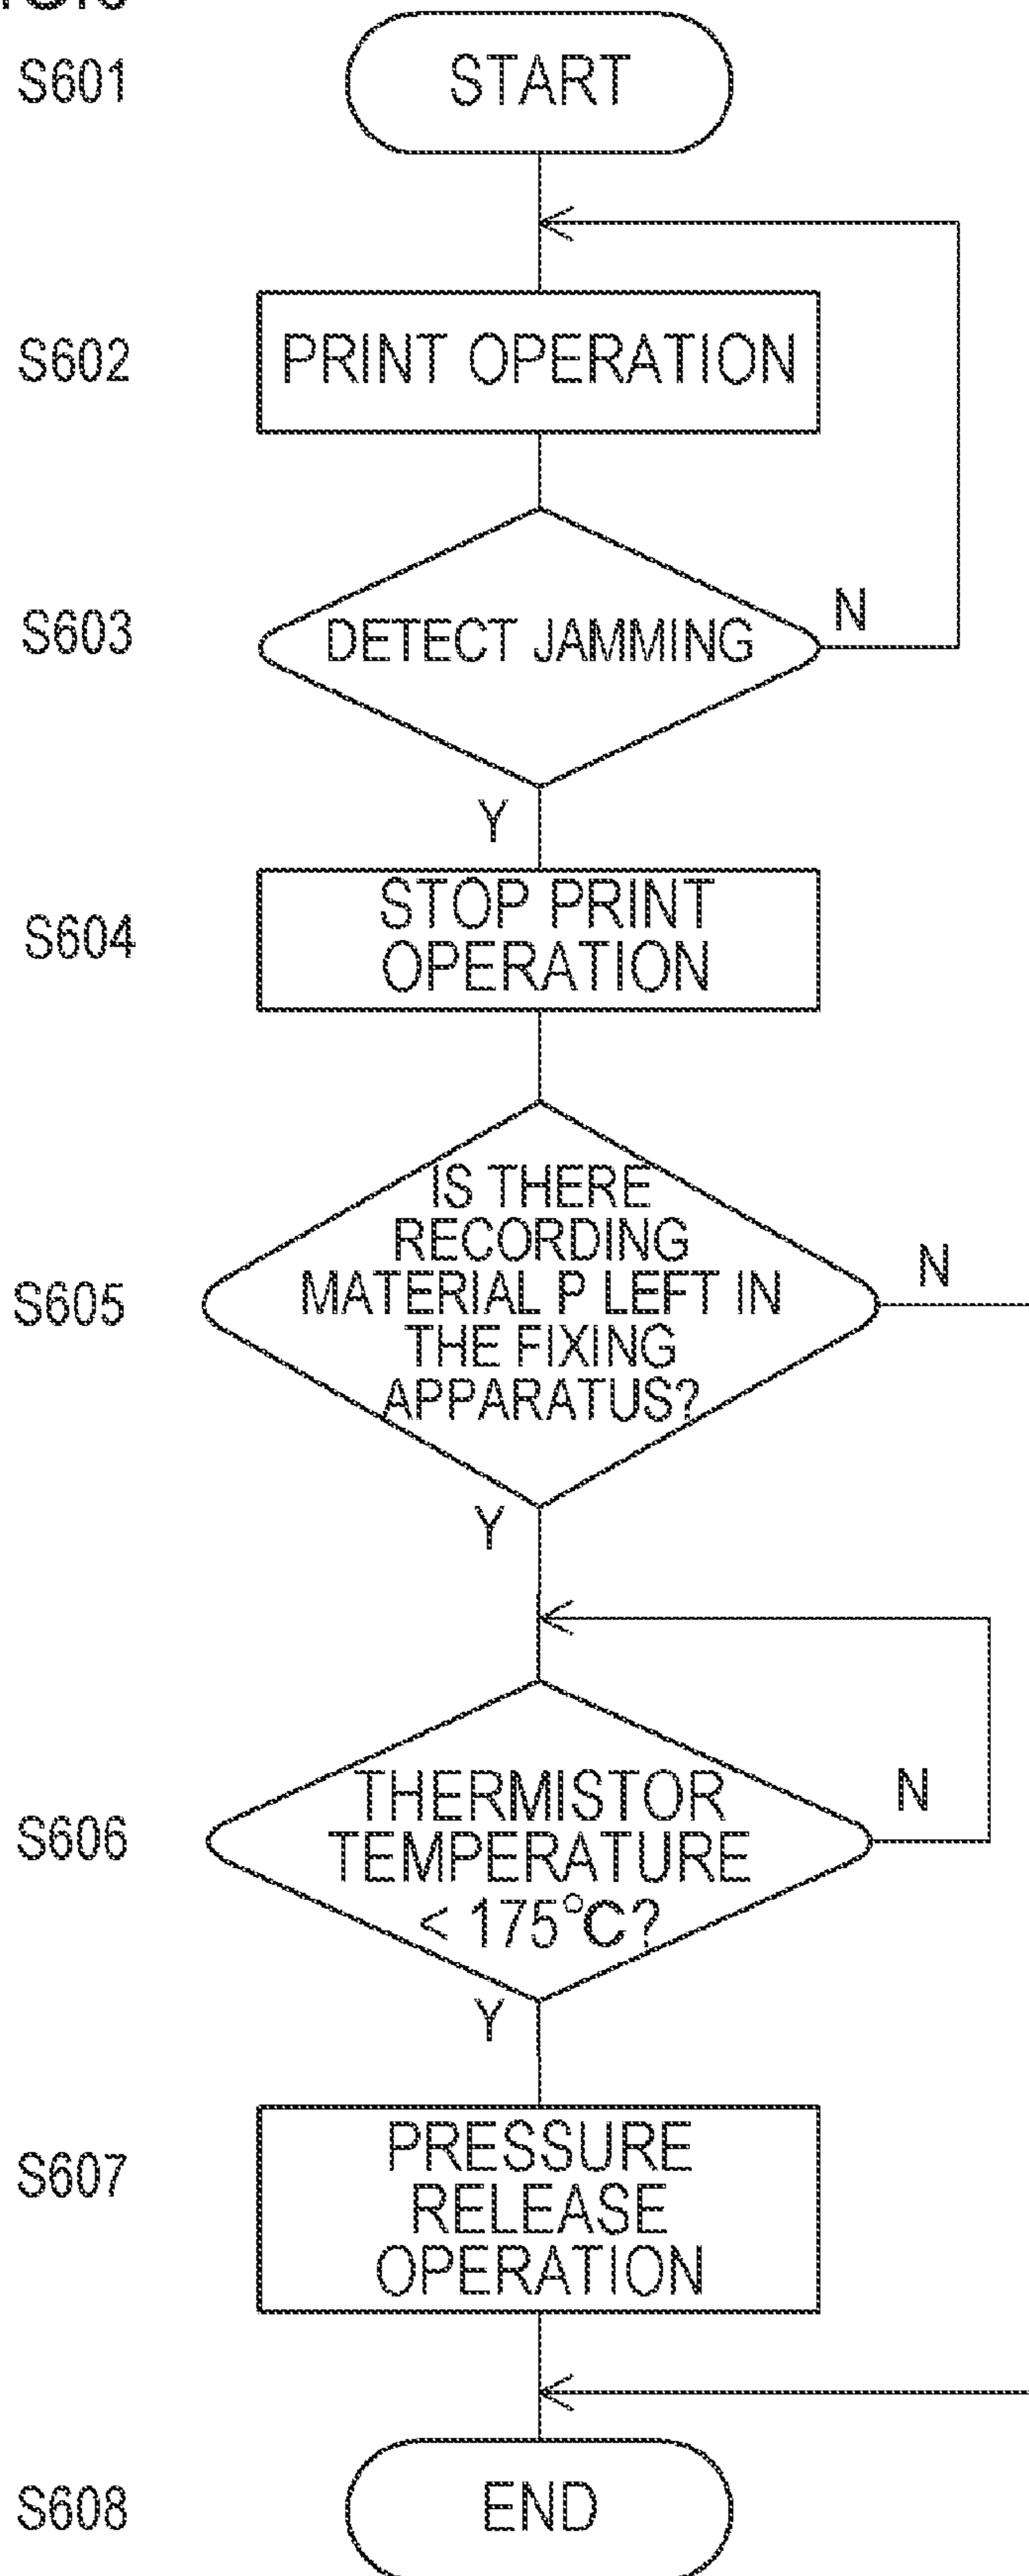 S601
START
S602
PRINT OPERATION
S603
DETECT JAMMING
N
Y
S604
STOP PRINT
OPERATION
S605
IS THERE
RECORDING
MATERIAL P LEFT IN
THE FIXING
APPARATUS?
N
Y
S606
THERMISTOR
TEMPERATURE
< 175°C?
N
Y
S607
PRESSURE
RELEASE
OPERATION
S608
END